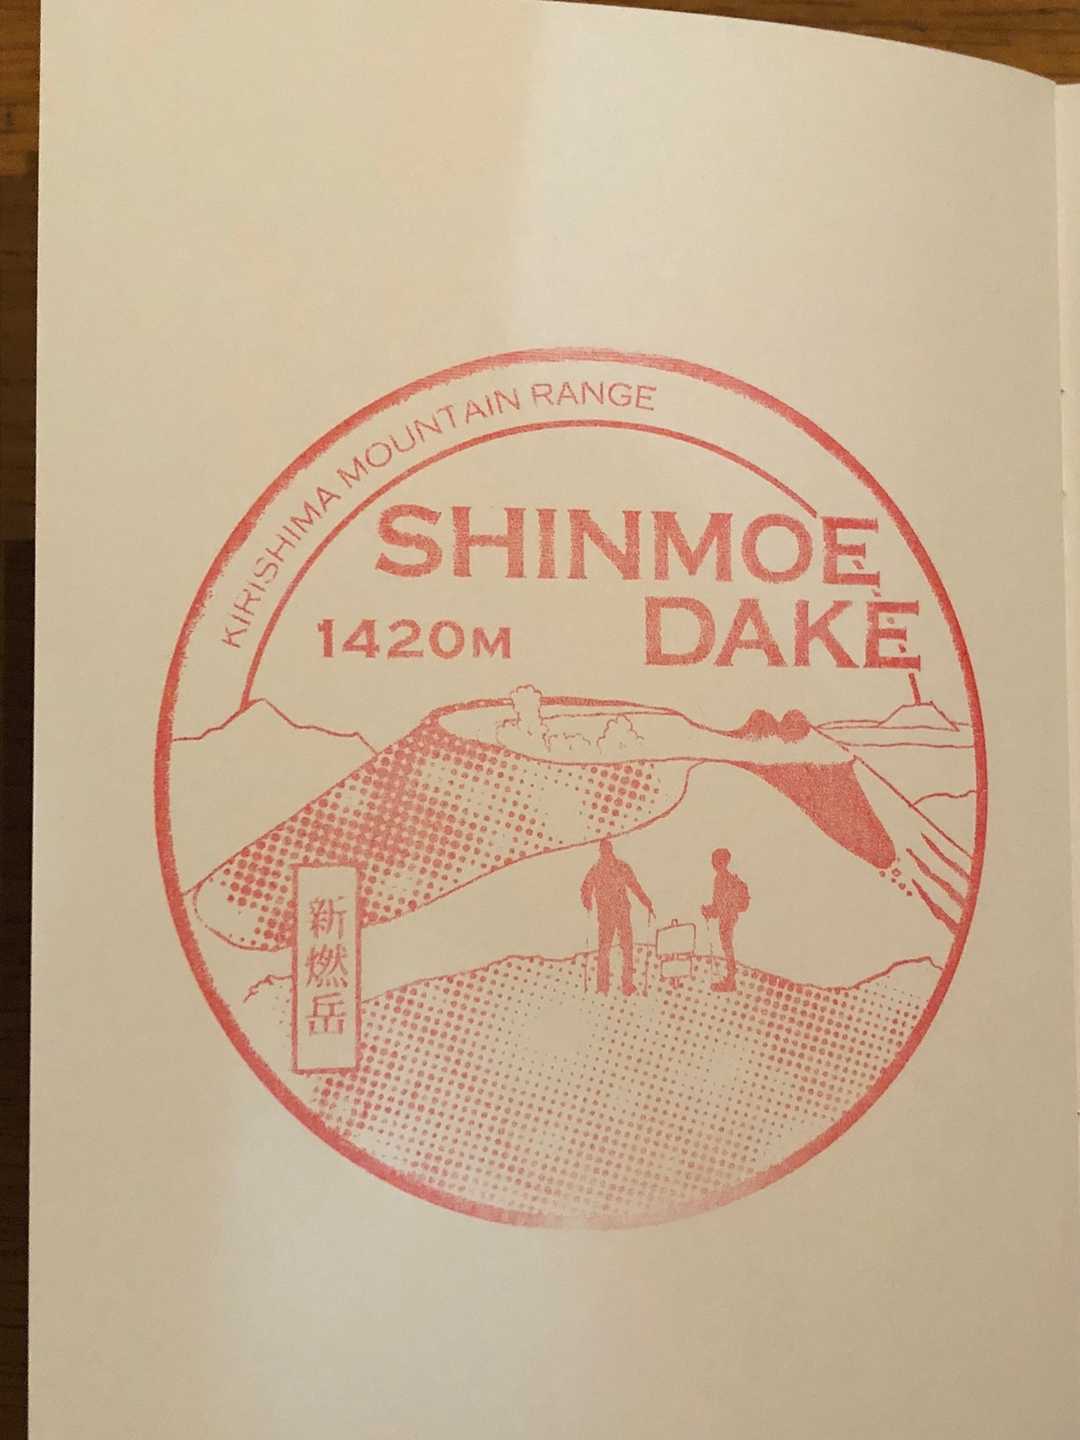 KIRISHIMA MOUNTAIN RANGE
SHINMOE
DAKE
1420M
新燃岳